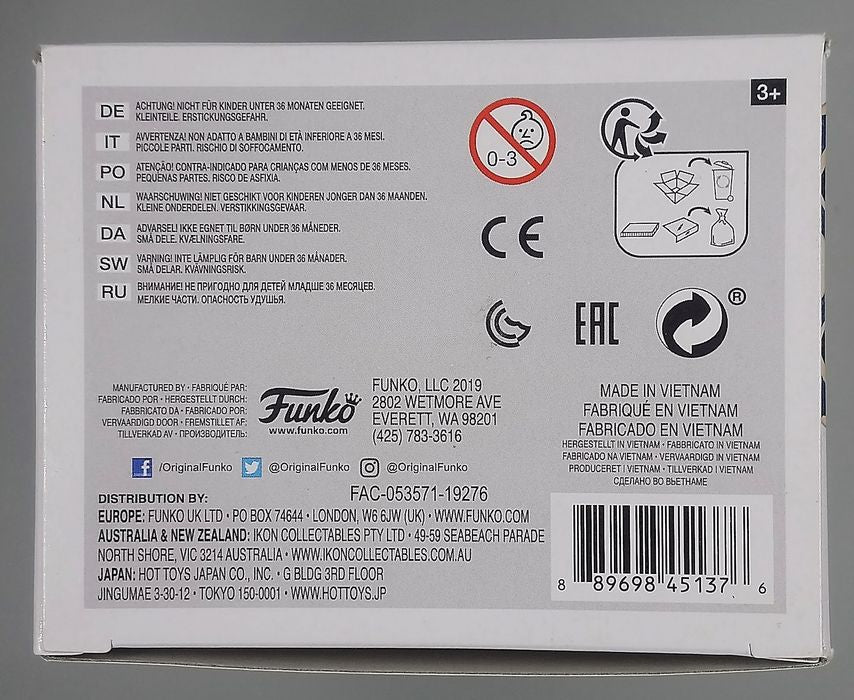 3+
DE ACHTUNG! NICHT FÜR KINDER UNTER 36 MONATEN GEEIGNET.
KLEINTEILE. ERSTICKUNGSGEFAHR.
IT AVVERTENZA! NON ADATTO A BAMBINI DI ETÀ INFERIORE A 36 MESI.
PICCOLE PARTI. RISCHIO DI SOFFOCAMENTO.
PO ATENÇÃO! CONTRA-INDICADO PARA CRIANÇAS COM MENOS DE 36 MESES.
PEQUENAS PARTES. RISCO DE ASFIXIA.
NL WAARSCHUWING! NIET GESCHIKT VOOR KINDEREN JONGER DAN 36 MAANDEN.
KLEINE ONDERDELEN. VERSTIKKINGSGEVAAR.
DA ADVARSEL! IKKE EGNET TIL BØRN UNDER 36 MÅNEDER.
SMÅ DELE. KVÆLNINGSFARE.
SW VARNING! INTE LÄMPLIG FÖR BARN UNDER 36 MÅNADER.
SMÅ DELAR. KVÄVNINGSRISK.
RU ВНИМАНИЕ! НЕ ПРИГОДНО ДЛЯ ДЕТЕЙ МЛАДШЕ 36 МЕСЯЦЕВ.
МЕЛКИЕ ЧАСТИ. ОПАСНОСТЬ УДУШЬЯ.
0-3
CE
EAC
®
MANUFACTURED BY • FABRIQUÉ PAR:
FABRICADO POR • HERGESTELLT DURCH:
FABBRICATO DA • FABRICADO POR:
VERVAARDIGD DOOR • FREMSTILLET AF:
TILLVERKAD AV • ПРОИЗВОДИТЕЛЬ:
Funko
www.funko.com
FUNKO, LLC 2019
2802 WETMORE AVE
EVERETT, WA 98201
(425) 783-3616
MADE IN VIETNAM
FABRIQUÉ EN VIETNAM
FABRICADO EN VIETNAM
HERGESTELLT IN VIETNAM • FABBRICATO IN VIETNAM
FABRICADO NA VIETNAM • VERVAARDIGD IN VIETNAM
PRODUCERET I VIETNAM • TILLVERKAD I VIETNAM
СДЕЛАНО ВО ВЬЕТНАМЕ
/OriginalFunko @OriginalFunko @OriginalFunko
FAC-053571-19276
DISTRIBUTION BY:
EUROPE: FUNKO UK LTD • PO BOX 74644 • LONDON, W6 6JW (UK) • WWW.FUNKO.COM
AUSTRALIA & NEW ZEALAND: IKON COLLECTABLES PTY LTD • 49-59 SEABEACH PARADE
NORTH SHORE, VIC 3214 AUSTRALIA • WWW.IKONCOLLECTABLES.COM.AU
JAPAN: HOT TOYS JAPAN CO., INC. • G BLDG 3RD FLOOR
JINGUMAE 3-30-12 • TOKYO 150-0001 • WWW.HOTTOYS.JP
8 89698 45137 6